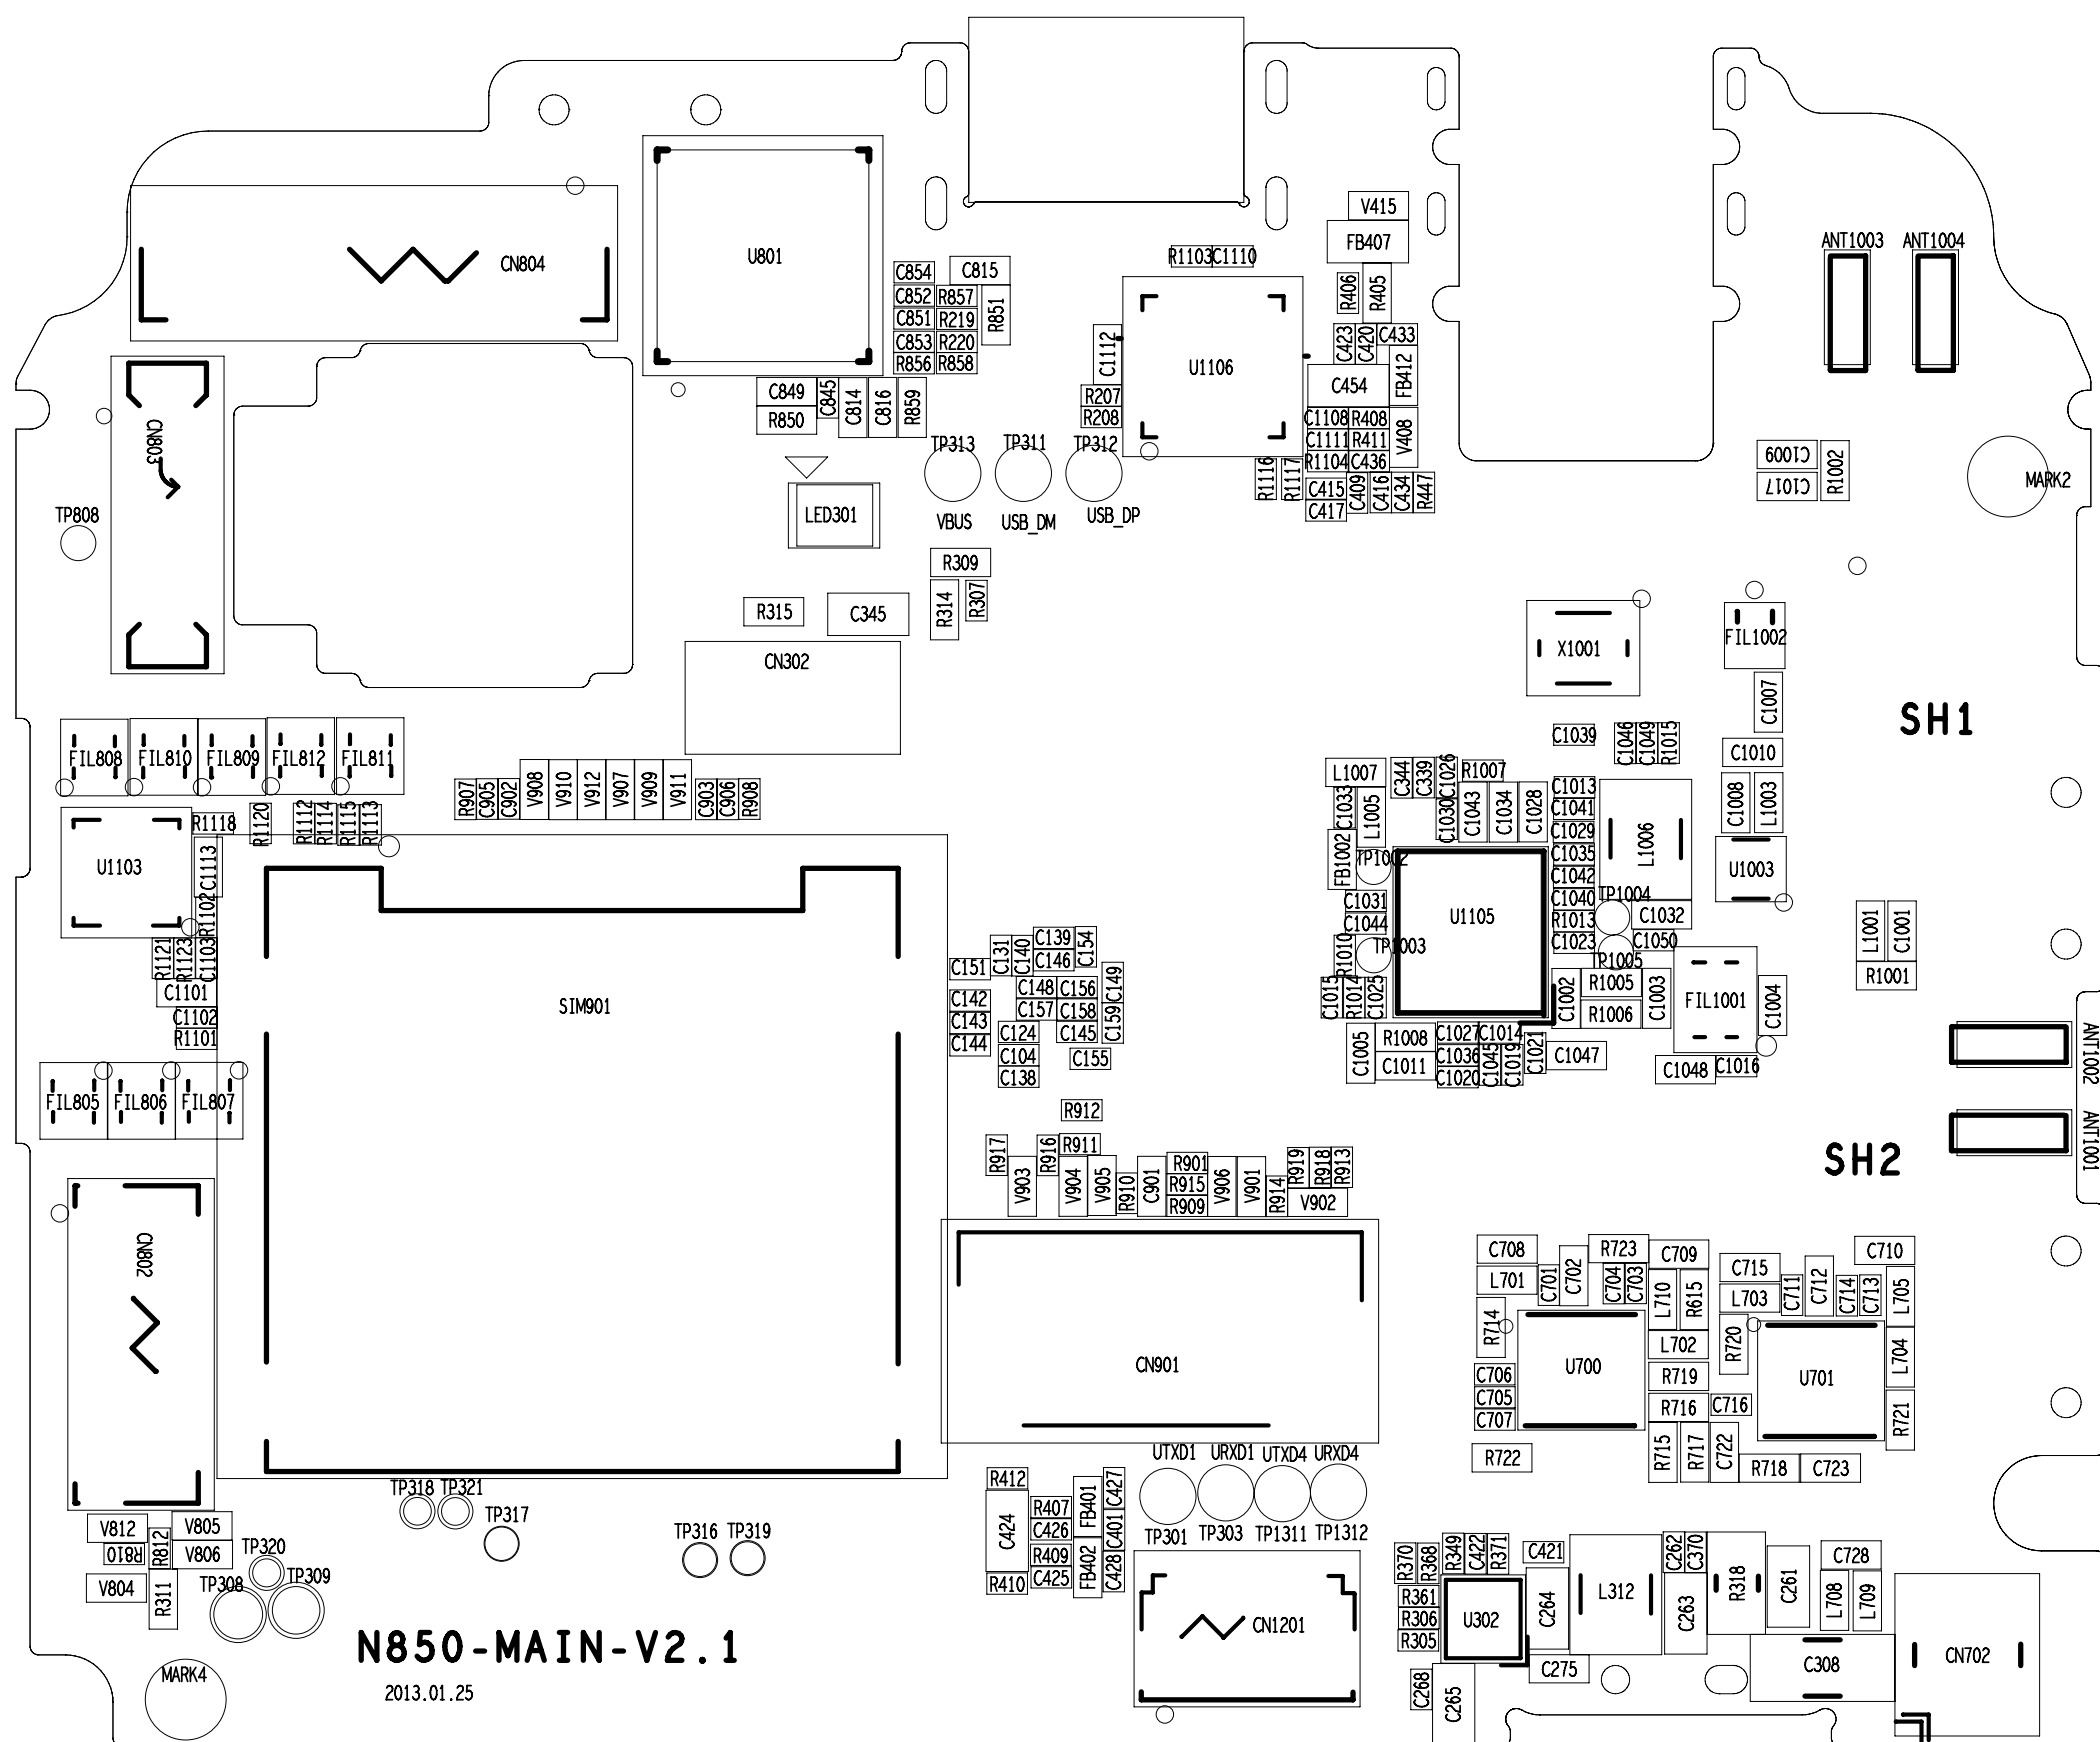 V415
FB407
ANT1003 ANT1004
U801
CN804
R1103 C1110
C854 C815
R406 R405
C852 R857 R851
C851 R219
C853 R220
R856 R858
C1112
U1106
C423 C420 C433
FB412
C454
C849 C845 C814 C816 R859
R850
R207
R208
C1108 R408 V408
C1111 R411
R1104 C436
CN803
TP313 TP311 TP312
C1009 R1002
C1017
R1116 R1117
C415 C409 C416 C434 R447
C417
MARK2
TP808
LED301
VBUS USB_DM USB_DP
R309
R314 R307
R315 C345
CN302
X1001
FIL1002
C1007
SH1
C1039 C1046 C1049 R1015
C1010
FIL808 FIL810 FIL809 FIL812 FIL811
L1007 C344 C339 C1026 R1007
R907 C905 C902 V908 V910 V912 V907 V909 V911 C903 C906 R908
C1033 L1005 C1030 C1043 C1034 C1028
C1013
C1041
C1029
C1035
C1042
C1040
R1013
C1023
L1006
C1008 L1003
R1118 R1120 R1112 R1114 R1115 R1113
U1103 C1113
R1102
R1121 R1123 C1103
C1101
C1102
R1101
FB1002 TP1002
U1105
U1003
C1031
C1044
TP1003
R1010
TP1004
C1032
C1050
TP1005
L1001 C1001
R1001
SIM901
C151 C131 C140 C139 C154
C146
C142 C148 C156 C149
C143 C157 C158 C159
C144 C124 C145
C104 C155
C138
C1015 R1014 C1025
C1002 R1005 C1003 FIL1001 C1004
R1006
C1005 R1008 C1027 C1014
C1011 C1036 C1045 C1019 C1021 C1047
C1020
C1048 C1016
ANT1002
ANT1001
FIL805 FIL806 FIL807
R912
R917 R916 R911
V903 V904 V905 R910 C901 R901 V906 V901 R914 R919 R918 R913
R915
R909
V902
SH2
CN802
C708 R723 C709 C715 C710
L701 C701 C702 C704 C703 L710 R615 L703 C711 C712 C714 C713 L705
R714
U700
L702
R720
U701
L704
CN901
C706
C705
C707
R719
R716 C716
R721
R722 R715 R717 C722 R718 C723
UTXD1 URXD1 UTXD4 URXD4
TP318 TP321
TP317
TP316 TP319
R412
C424 R407 FB401 C427
C426 C401
R409 FB402 C428
R410 C425
TP301 TP303 TP1311 TP1312
V812 V805
R810 R812 V806
TP320
V804 R311 TP308 TP309
R370 R368 R349 C422 R371 C421
R361
R306
R305
U302
C264 L312 C262 C370 R318 C261 C728
C263 L708 L709
CN1201
C268 C265 C275
C308
CN702
MARK4
N850-MAIN-V2.1
2013.01.25